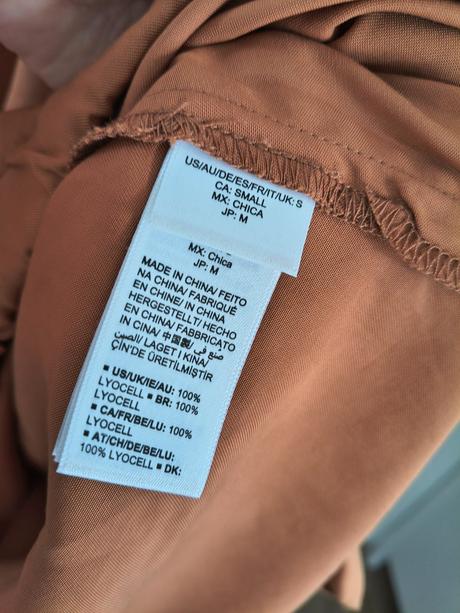 US/AU/DE/ES/FR/IT/UK: S
CA: SMALL
MX: CHICA
JP: M
MX: Chica
JP: M
MADE IN CHINA/ FEITO
NA CHINA/ FABRIQUÉ
EN CHINE/ IN CHINA
HERGESTELLT/ HECHO
EN CHINA/ FABBRICATO
IN CINA/ 中国製/ صنع في
الصين/ LAGET I KINA/
ÇİN'DE ÜRETİLMİŞTİR
■ US/UK/IE/AU: 100%
LYOCELL ■ BR: 100%
LYOCELL
■ CA/FR/BE/LU: 100%
LYOCELL
■ AT/CH/DE/BE/LU:
100% LYOCELL ■ DK: